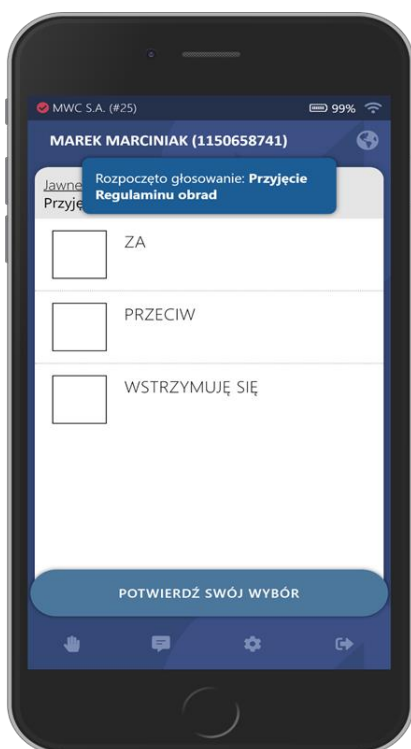 MWC S.A. (#25) 99%
MAREK MARCINIAK (1150658741)
Rozpoczęto głosowanie: Przyjęcie
Regulaminu obrad
Jawne
Przyję
ZA
PRZECIW
WSTRZYMUJĘ SIĘ
POTWIERDŹ SWÓJ WYBÓR